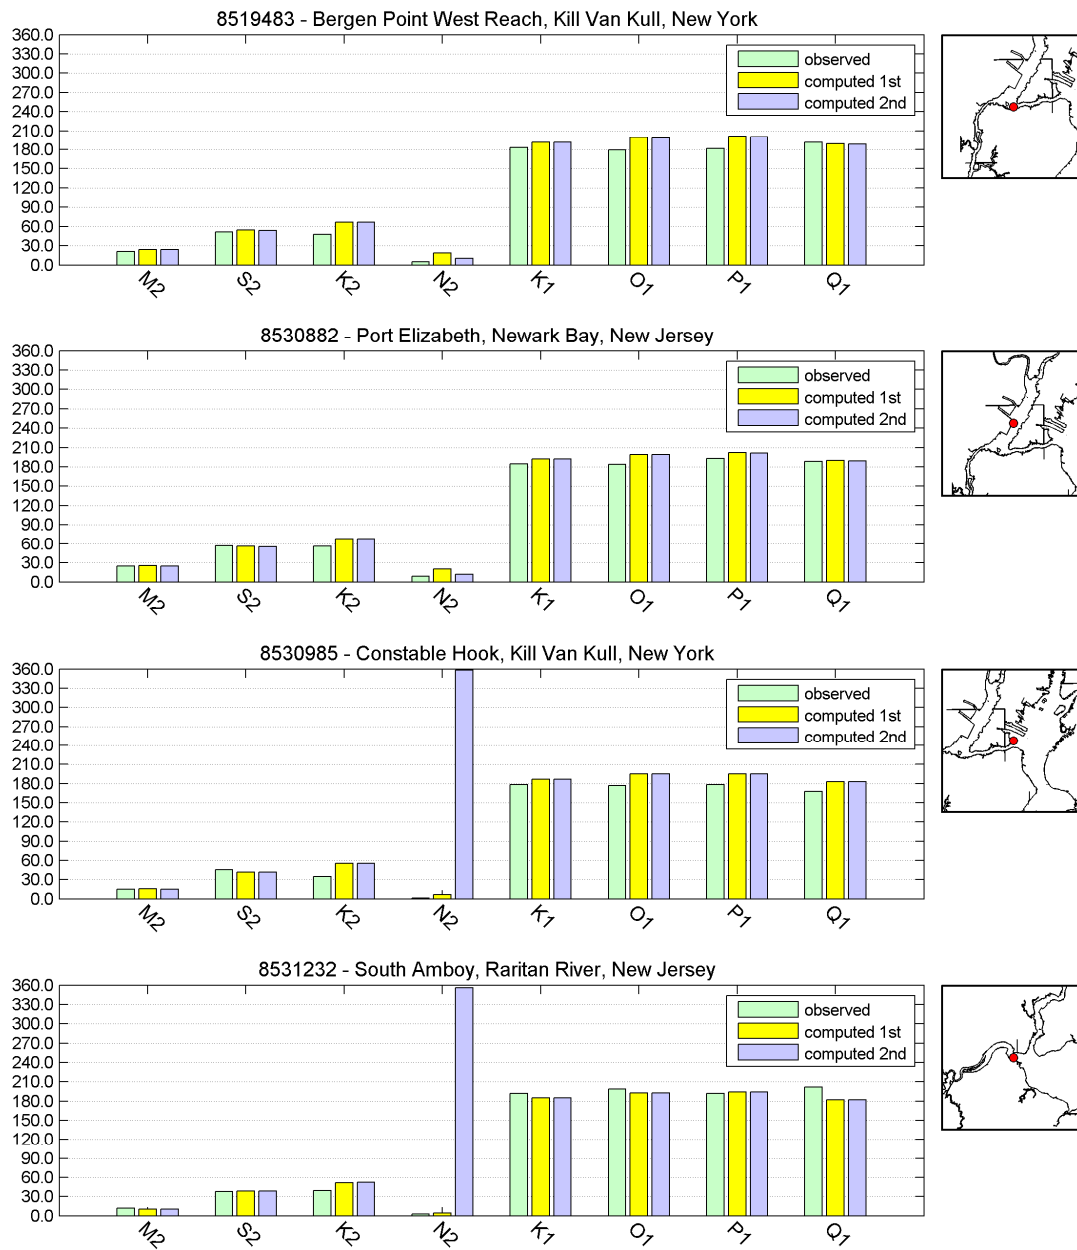 8519483 - Bergen Point West Reach, Kill Van Kull, New York
360.0
330.0
300.0
270.0
240.0
210.0
180.0
150.0
120.0
90.0
60.0
30.0
0.0
observed
computed 1st
computed 2nd
M2 S2 K2 N2 K1 O1 P1 Q1
8530882 - Port Elizabeth, Newark Bay, New Jersey
360.0
330.0
300.0
270.0
240.0
210.0
180.0
150.0
120.0
90.0
60.0
30.0
0.0
observed
computed 1st
computed 2nd
M2 S2 K2 N2 K1 O1 P1 Q1
8530985 - Constable Hook, Kill Van Kull, New York
360.0
330.0
300.0
270.0
240.0
210.0
180.0
150.0
120.0
90.0
60.0
30.0
0.0
observed
computed 1st
computed 2nd
M2 S2 K2 N2 K1 O1 P1 Q1
8531232 - South Amboy, Raritan River, New Jersey
360.0
330.0
300.0
270.0
240.0
210.0
180.0
150.0
120.0
90.0
60.0
30.0
0.0
observed
computed 1st
computed 2nd
M2 S2 K2 N2 K1 O1 P1 Q1